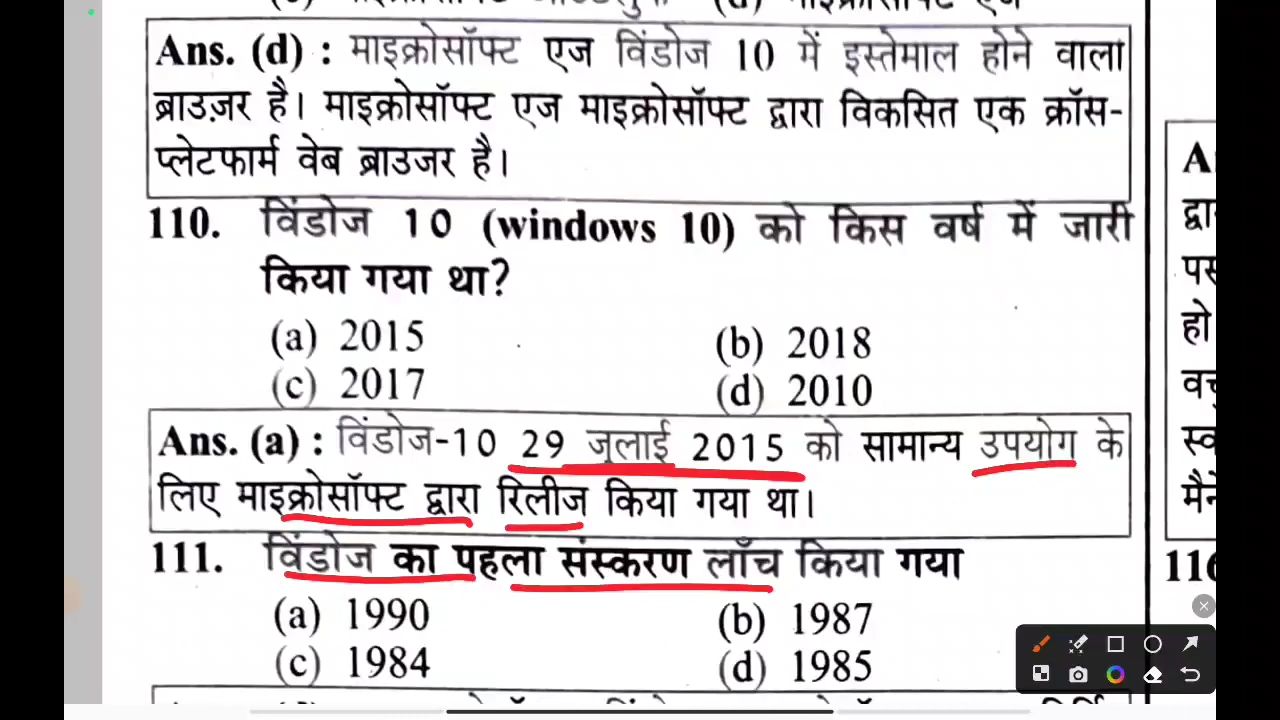 Ans. (d) : माइक्रोसॉफ्ट एज विंडोज 10 में इस्तेमाल होने वाला
ब्राउज़र है। माइक्रोसॉफ्ट एज माइक्रोसॉफ्ट द्वारा विकसित एक क्रॉस-
प्लेटफार्म वेब ब्राउजर है।
110. विंडोज 10 (windows 10) को किस वर्ष में जारी
किया गया था?
(a) 2015 (b) 2018
(c) 2017 (d) 2010
Ans. (a) : विंडोज-10 29 जुलाई 2015 को सामान्य उपयोग के
लिए माइक्रोसॉफ्ट द्वारा रिलीज किया गया था।
111. विंडोज का पहला संस्करण लॉंच किया गया
(a) 1990 (b) 1987
(c) 1984 (d) 1985
116